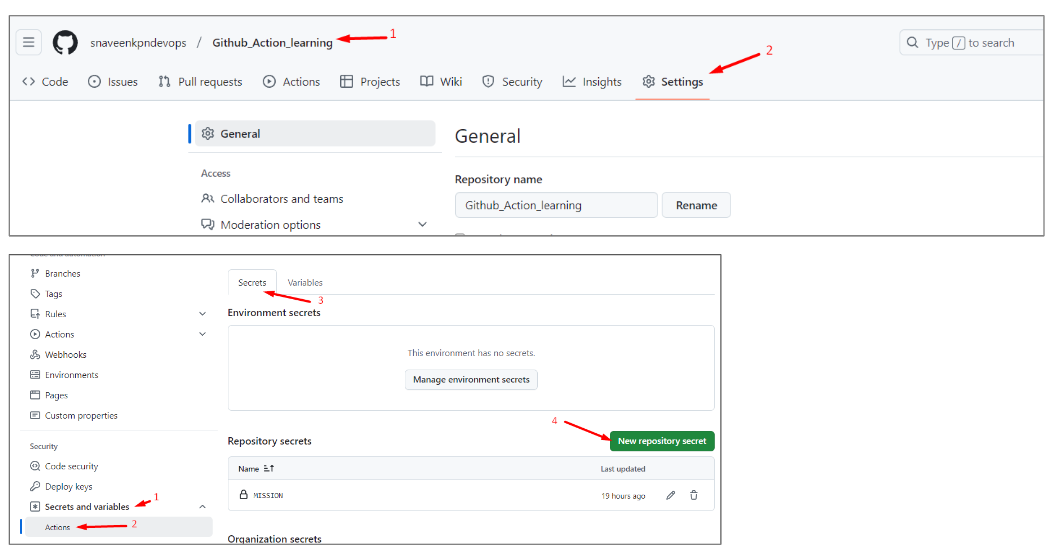 snaveenkpndevops / Github_Action_learning 1
Type / to search
2
Code Issues Pull requests Actions Projects Wiki Security Insights Settings
General
General
Access
Repository name
Collaborators and teams
Github_Action_learning Rename
Moderation options
Branches
Secrets Variables
Tags
3
Rules
Environment secrets
Actions
This environment has no secrets.
Webhooks
Environments
Manage environment secrets
Pages
Custom properties
4
Security
Repository secrets New repository secret
Code security
Name Last updated
Deploy keys
Secrets and variables 1
MISSION 19 hours ago
Actions 2
Organization secrets